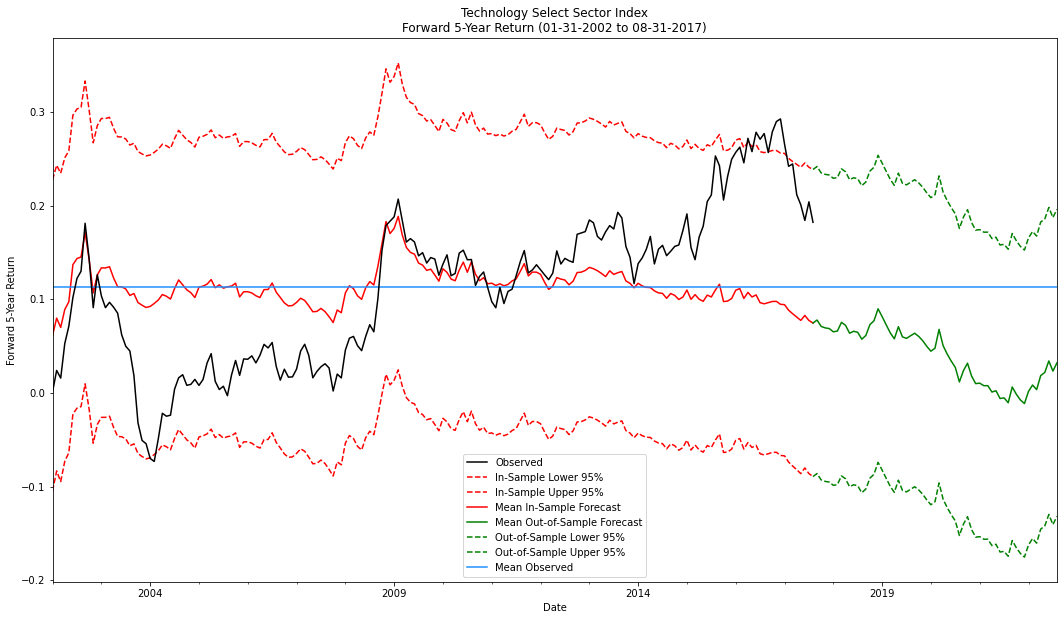 Technology Select Sector Index
Forward 5-Year Return (01-31-2002 to 08-31-2017)
Forward 5-Year Return
0.3
0.2
0.1
0.0
−0.1
−0.2
Observed
In-Sample Lower 95%
In-Sample Upper 95%
Mean In-Sample Forecast
Mean Out-of-Sample Forecast
Out-of-Sample Lower 95%
Out-of-Sample Upper 95%
Mean Observed
2004
2009
2014
2019
Date